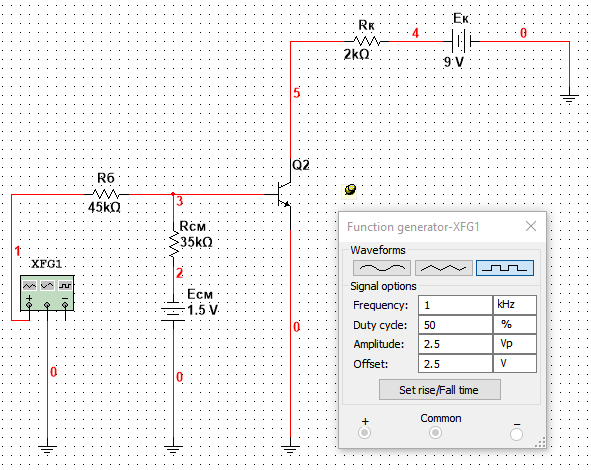 Rк
2kΩ
4
Eк
9 V
0
5
Q2
Rб
45kΩ
3
Rсм
35kΩ
1
XFG1
2
Eсм
1.5 V
0
0
0
Function generator-XFG1
Waveforms
Signal options
Frequency: 1 kHz
Duty cycle: 50 %
Amplitude: 2.5 Vp
Offset: 2.5 V
Set rise/Fall time
+ Common −